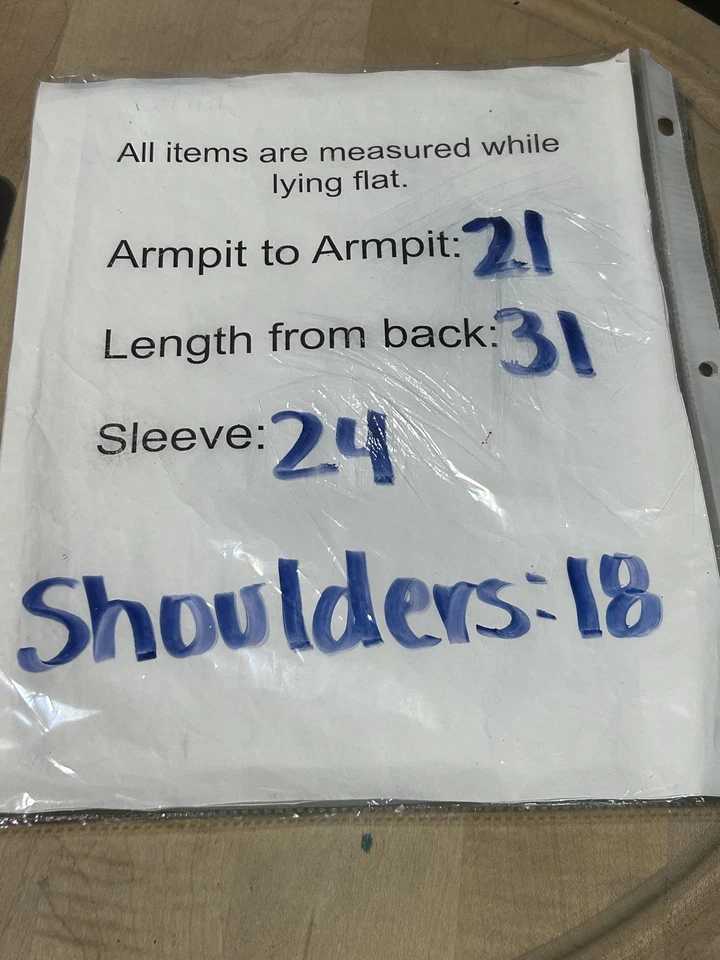 All items are measured while
lying flat.
Armpit to Armpit: 21
Length from back: 31
Sleeve: 24
Shoulders: 18